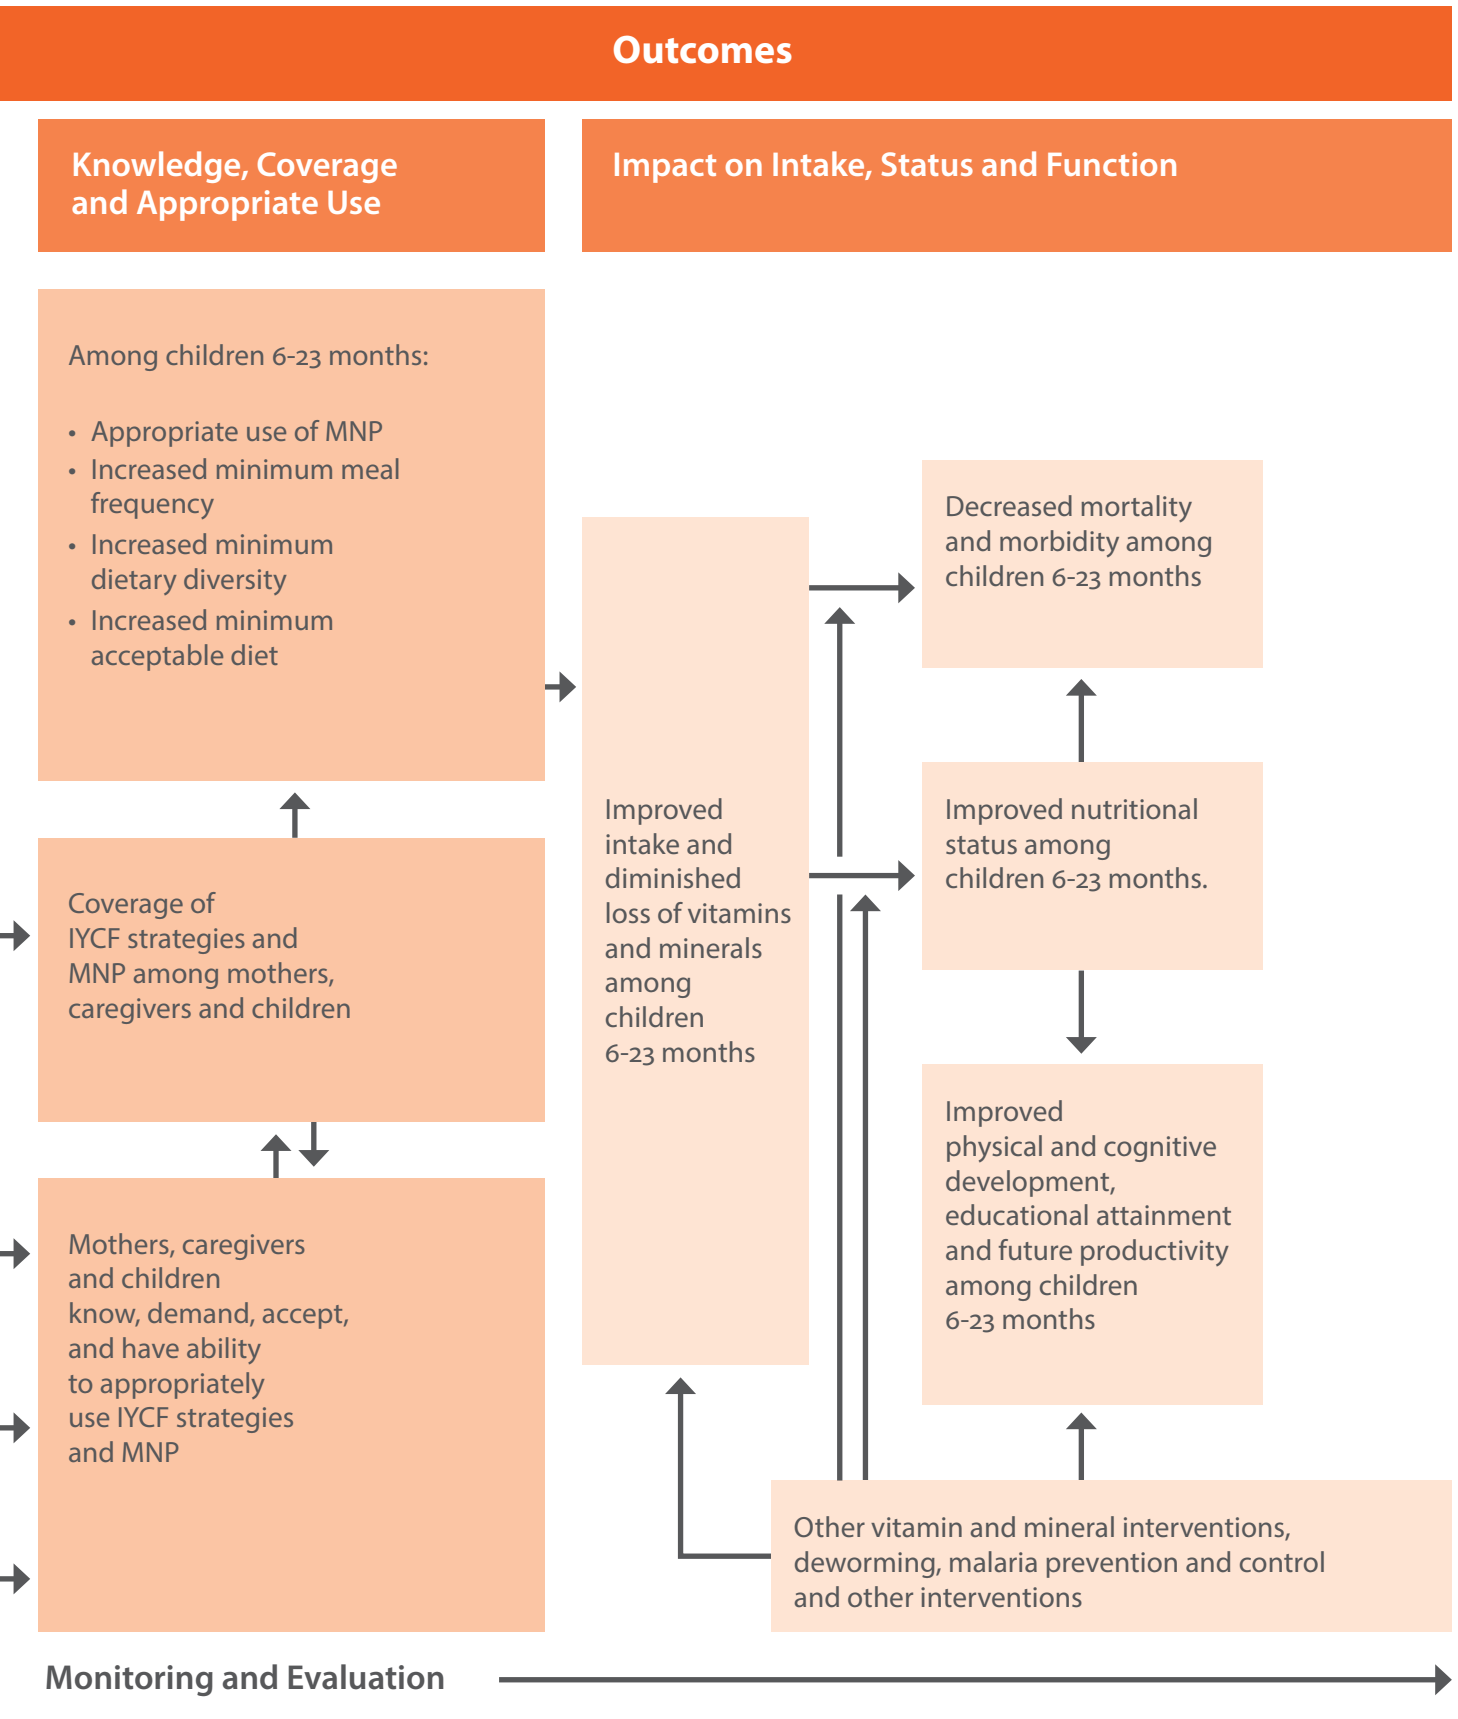 Outcomes
Knowledge, Coverage
and Appropriate Use
Impact on Intake, Status and Function
Among children 6-23 months:
• Appropriate use of MNP
• Increased minimum meal
frequency
• Increased minimum
dietary diversity
• Increased minimum
acceptable diet
Coverage of
IYCF strategies and
MNP among mothers,
caregivers and children
Mothers, caregivers
and children
know, demand, accept,
and have ability
to appropriately
use IYCF strategies
and MNP
Improved
intake and
diminished
loss of vitamins
and minerals
among
children
6-23 months
Decreased mortality
and morbidity among
children 6-23 months
Improved nutritional
status among
children 6-23 months.
Improved
physical and cognitive
development,
educational attainment
and future productivity
among children
6-23 months
Other vitamin and mineral interventions,
deworming, malaria prevention and control
and other interventions
Monitoring and Evaluation